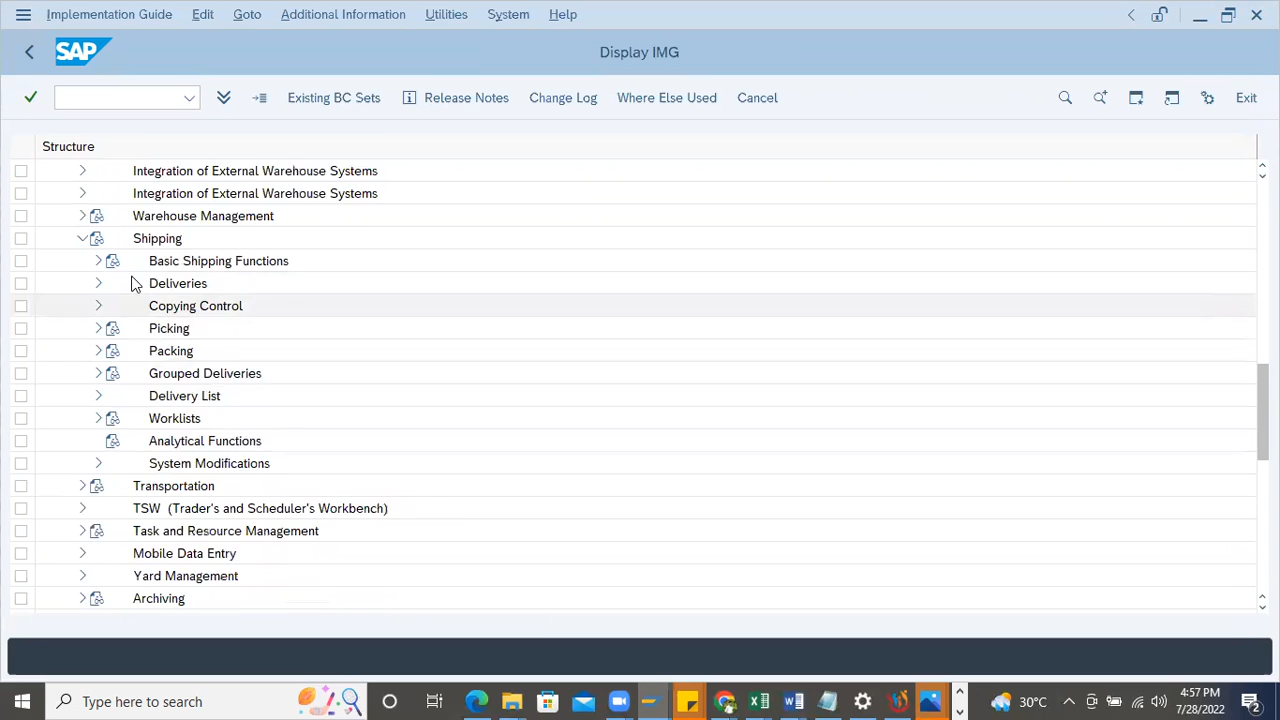 Implementation Guide Edit Goto Additional Information Utilities System Help
SAP Display IMG
Existing BC Sets Release Notes Change Log Where Else Used Cancel Exit
Structure
Integration of External Warehouse Systems
Integration of External Warehouse Systems
Warehouse Management
Shipping
Basic Shipping Functions
Deliveries
Copying Control
Picking
Packing
Grouped Deliveries
Delivery List
Worklists
Analytical Functions
System Modifications
Transportation
TSW (Trader's and Scheduler's Workbench)
Task and Resource Management
Mobile Data Entry
Yard Management
Archiving
Type here to search 30°C 4:57 PM
7/28/2022 2